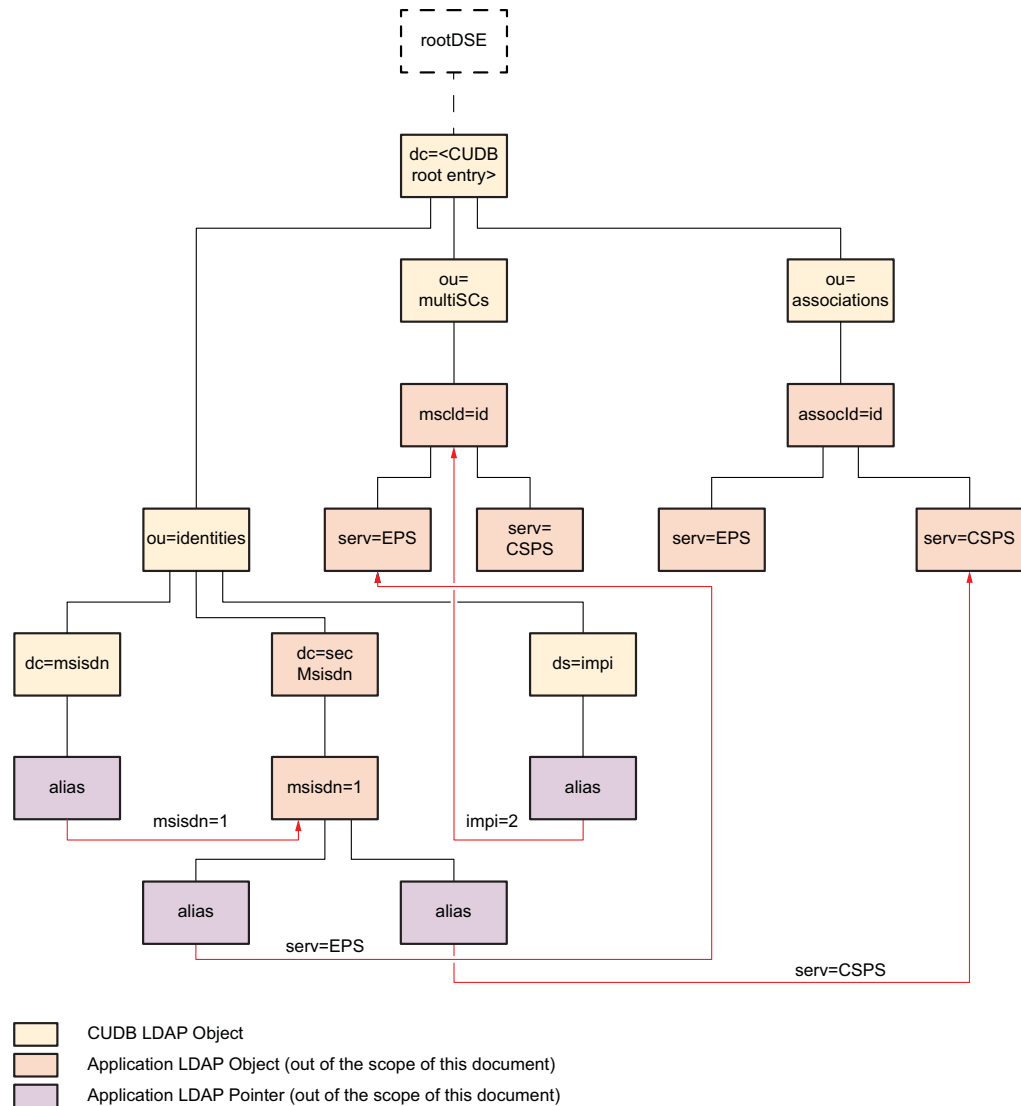 rootDSE
dc=<CUDB
root entry>
ou=
multiSCs
ou=
associations
mscId=id
assocId=id
ou=identities
serv=EPS
serv=
CSPS
serv=EPS
serv=CSPS
dc=msisdn
dc=sec
Msisdn
ds=impi
alias
msisdn=1
alias
msisdn=1
impi=2
alias
alias
serv=EPS
serv=CSPS
CUDB LDAP Object
Application LDAP Object (out of the scope of this document)
Application LDAP Pointer (out of the scope of this document)